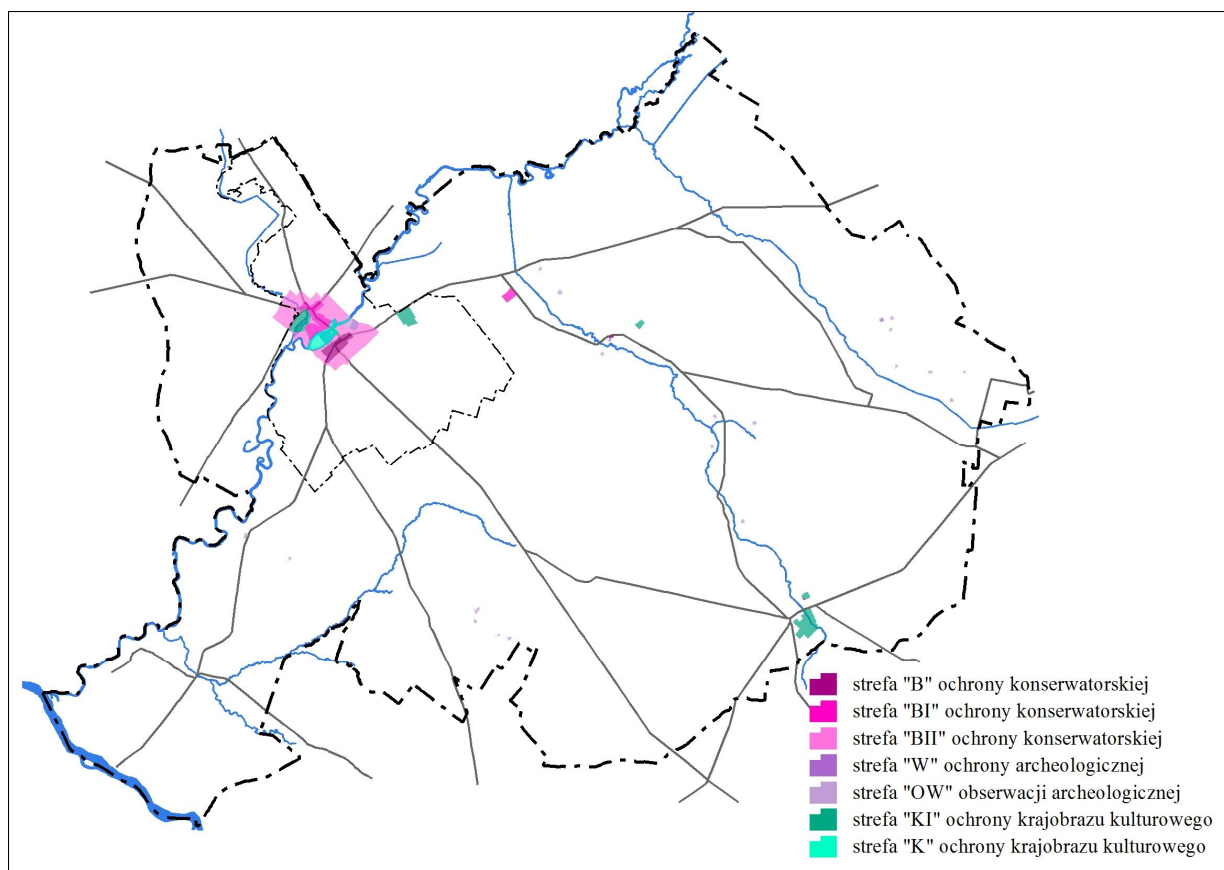 strefa "B" ochrony konserwatorskiej
strefa "BI" ochrony konserwatorskiej
strefa "BII" ochrony konserwatorskiej
strefa "W" ochrony archeologicznej
strefa "OW" obserwacji archeologicznej
strefa "KI" ochrony krajobrazu kulturowego
strefa "K" ochrony krajobrazu kulturowego